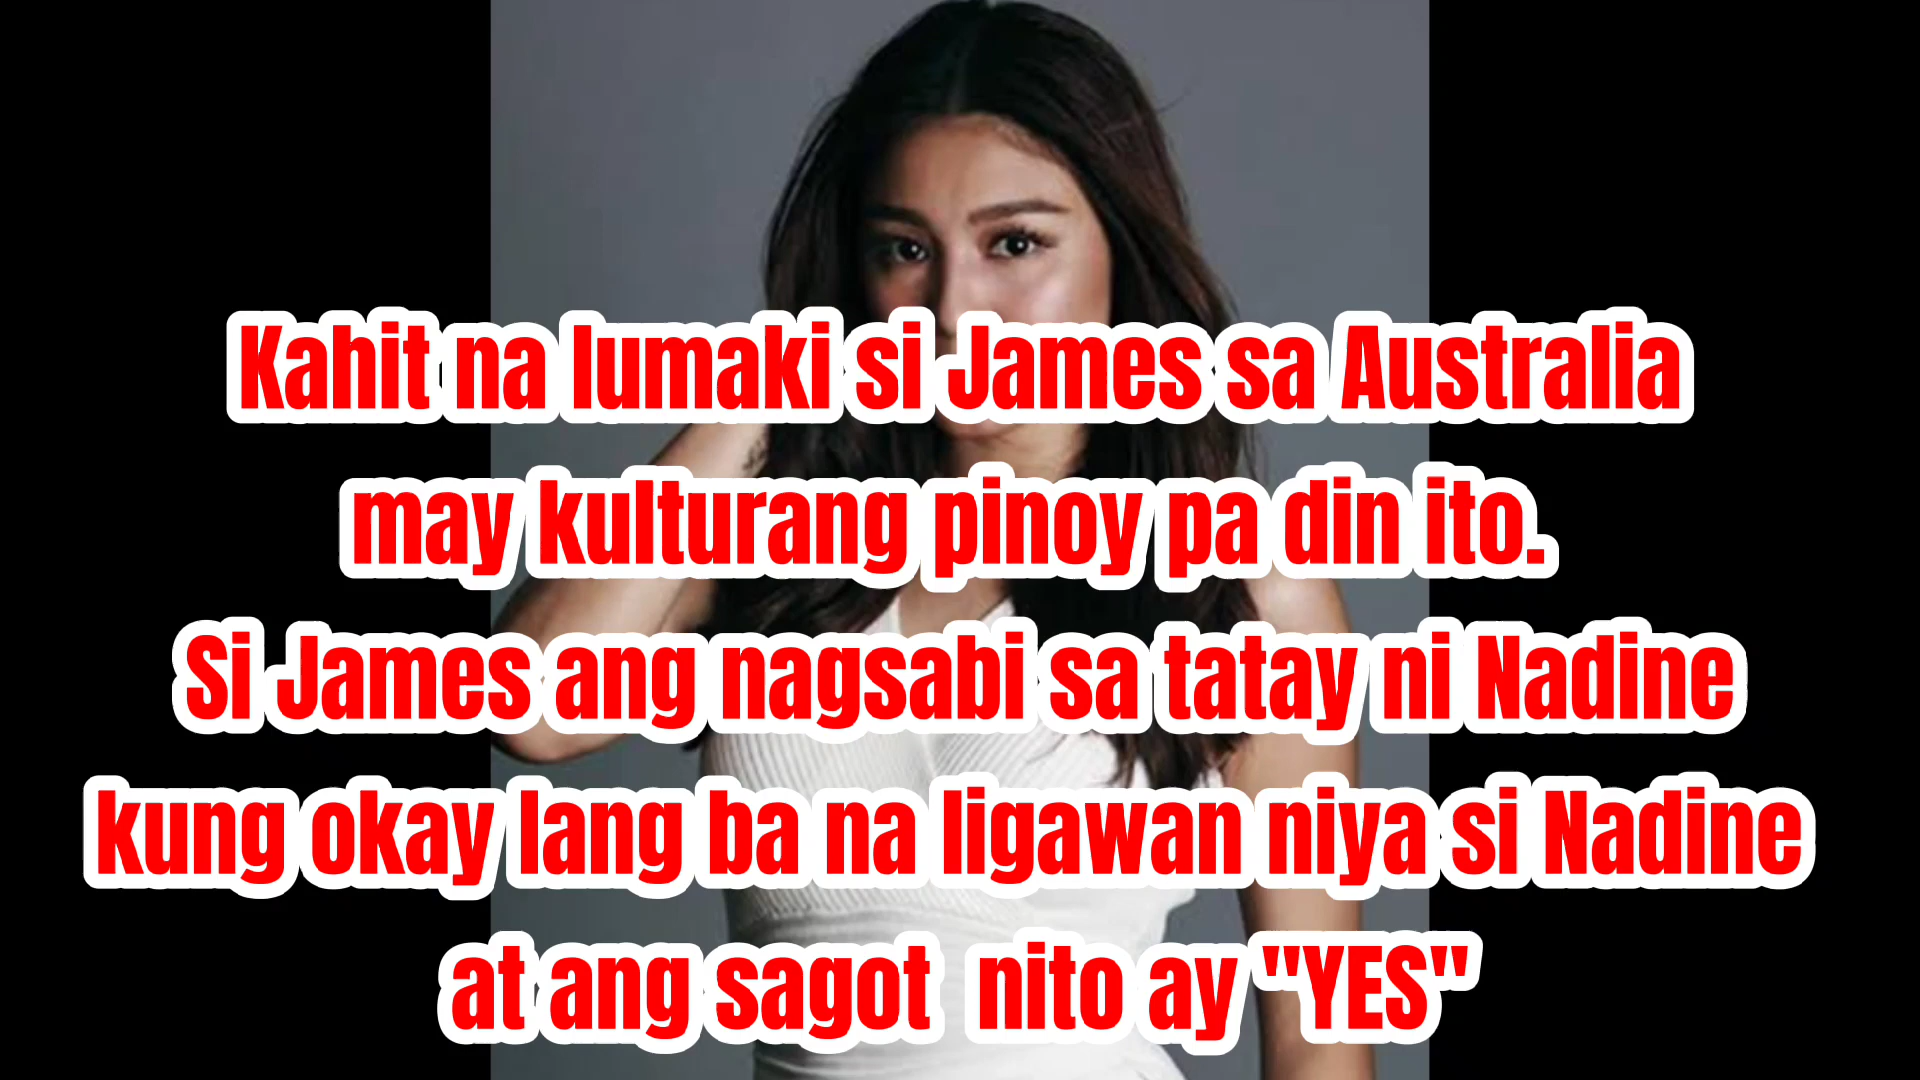 Kahit na lumaki si James sa Australia
may kulturang pinoy pa din ito.
Si James ang nagsabi sa tatay ni Nadine
kung okay lang ba na ligawan niya si Nadine
at ang sagot  nito ay "YES"